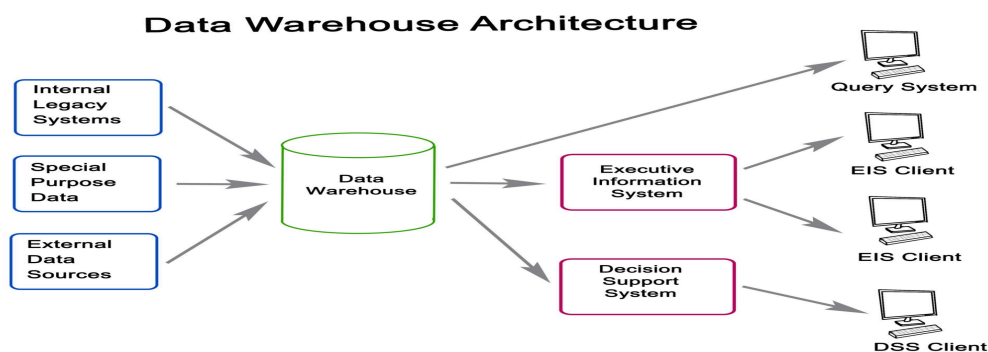 Data Warehouse Architecture
Internal
Legacy
Systems
Special
Purpose
Data
External
Data
Sources
Data
Warehouse
Executive
Information
System
Decision
Support
System
Query System
EIS Client
EIS Client
DSS Client